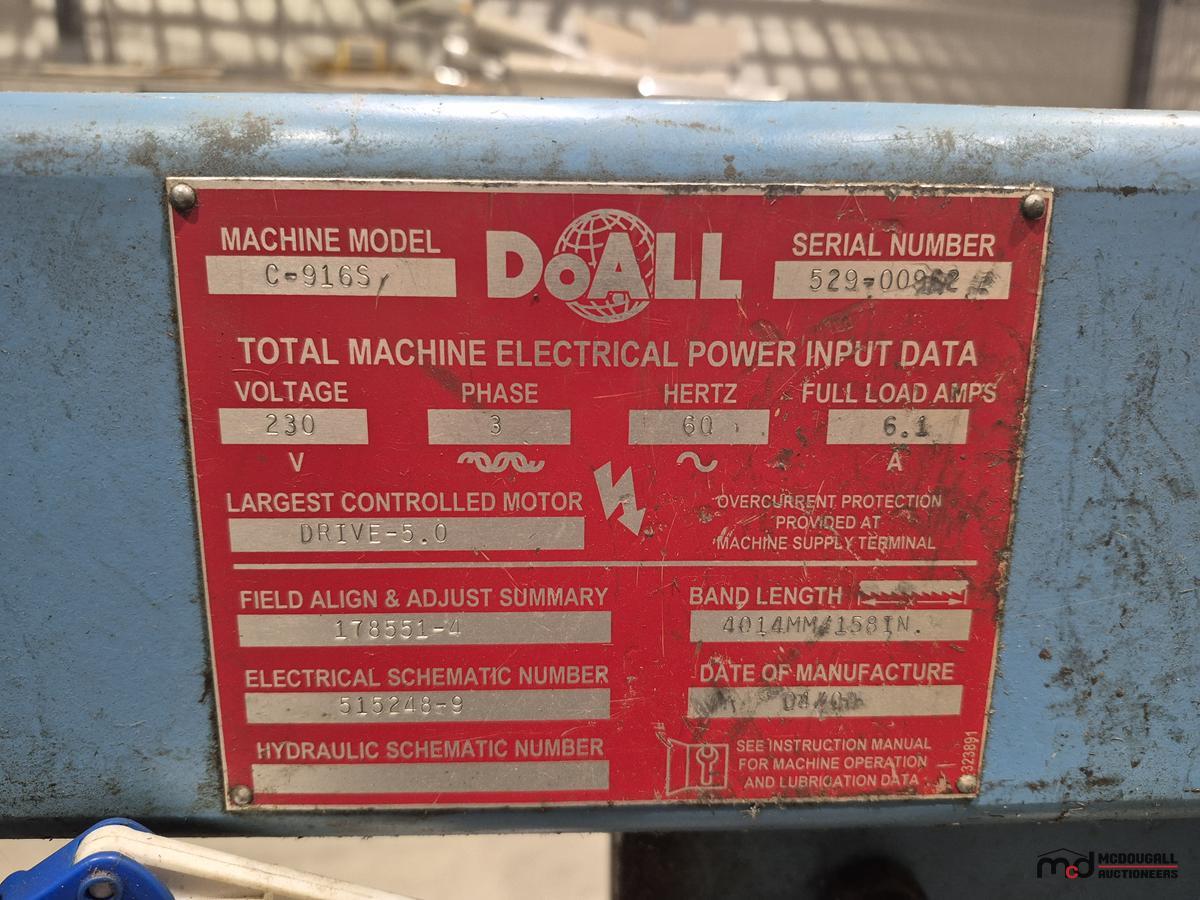 MACHINE MODEL
C-916S
DOALL
SERIAL NUMBER
TOTAL MACHINE ELECTRICAL POWER INPUT DATA
VOLTAGE PHASE HERTZ FULL LOAD AMPS
230 3 60 6.1
V A
LARGEST CONTROLLED MOTOR
DRIVE-5.0
OVERCURRENT PROTECTION
PROVIDED AT
MACHINE SUPPLY TERMINAL
FIELD ALIGN & ADJUST SUMMARY
178551-4
BAND LENGTH
4014MM/158IN.
ELECTRICAL SCHEMATIC NUMBER
515248-9
DATE OF MANUFACTURE
HYDRAULIC SCHEMATIC NUMBER
SEE INSTRUCTION MANUAL
FOR MACHINE OPERATION
AND LUBRICATION DATA
323891
mcd MCDOUGALL
AUCTIONEERS